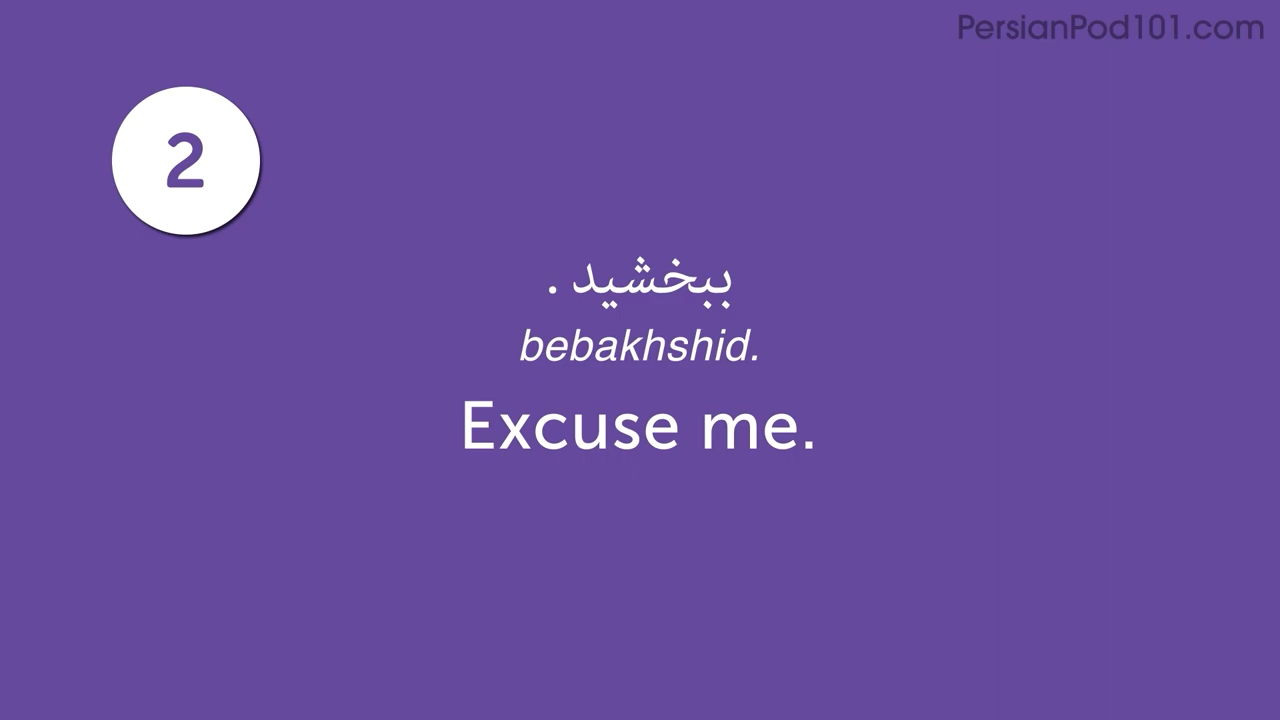 PersianPod101.com
2
ببخشید .
bebakhshid.
Excuse me.